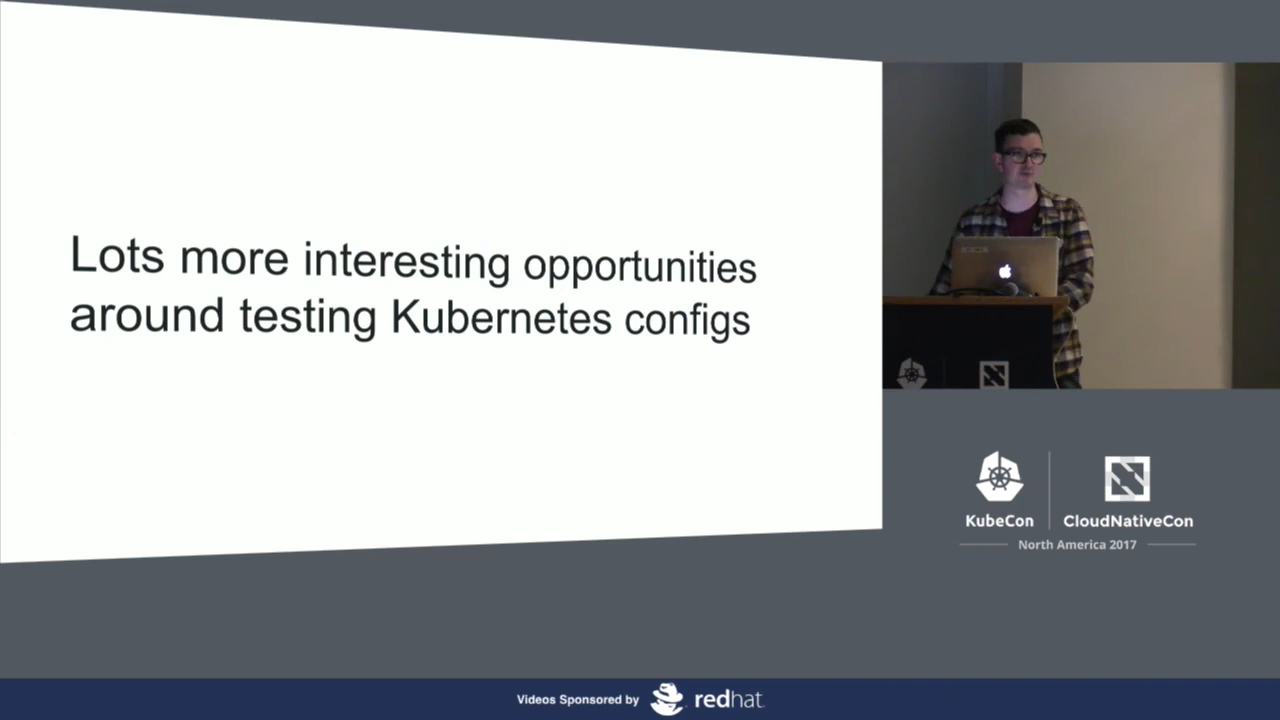 Lots more interesting opportunities
around testing Kubernetes configs
KubeCon
CloudNativeCon
North America 2017
Videos Sponsored by redhat.